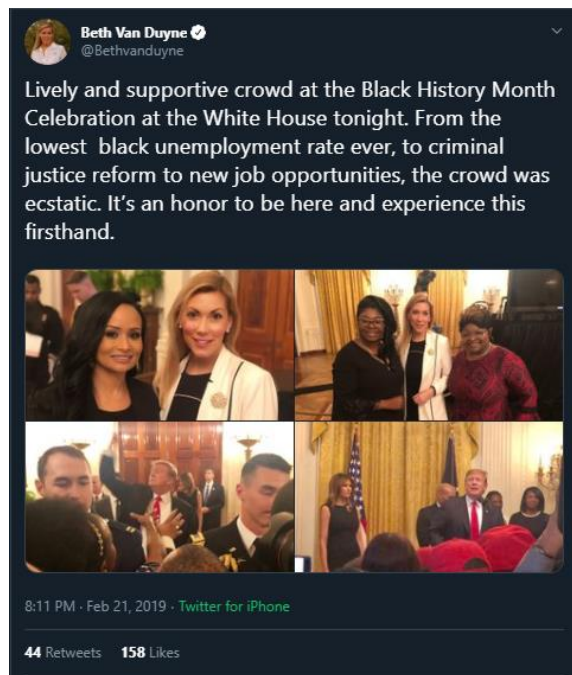 Beth Van Duyne
@Bethvanduyne
Lively and supportive crowd at the Black History Month
Celebration at the White House tonight. From the
lowest  black unemployment rate ever, to criminal
justice reform to new job opportunities, the crowd was
ecstatic. It’s an honor to be here and experience this
firsthand.
8:11 PM · Feb 21, 2019 · Twitter for iPhone
44 Retweets 158 Likes